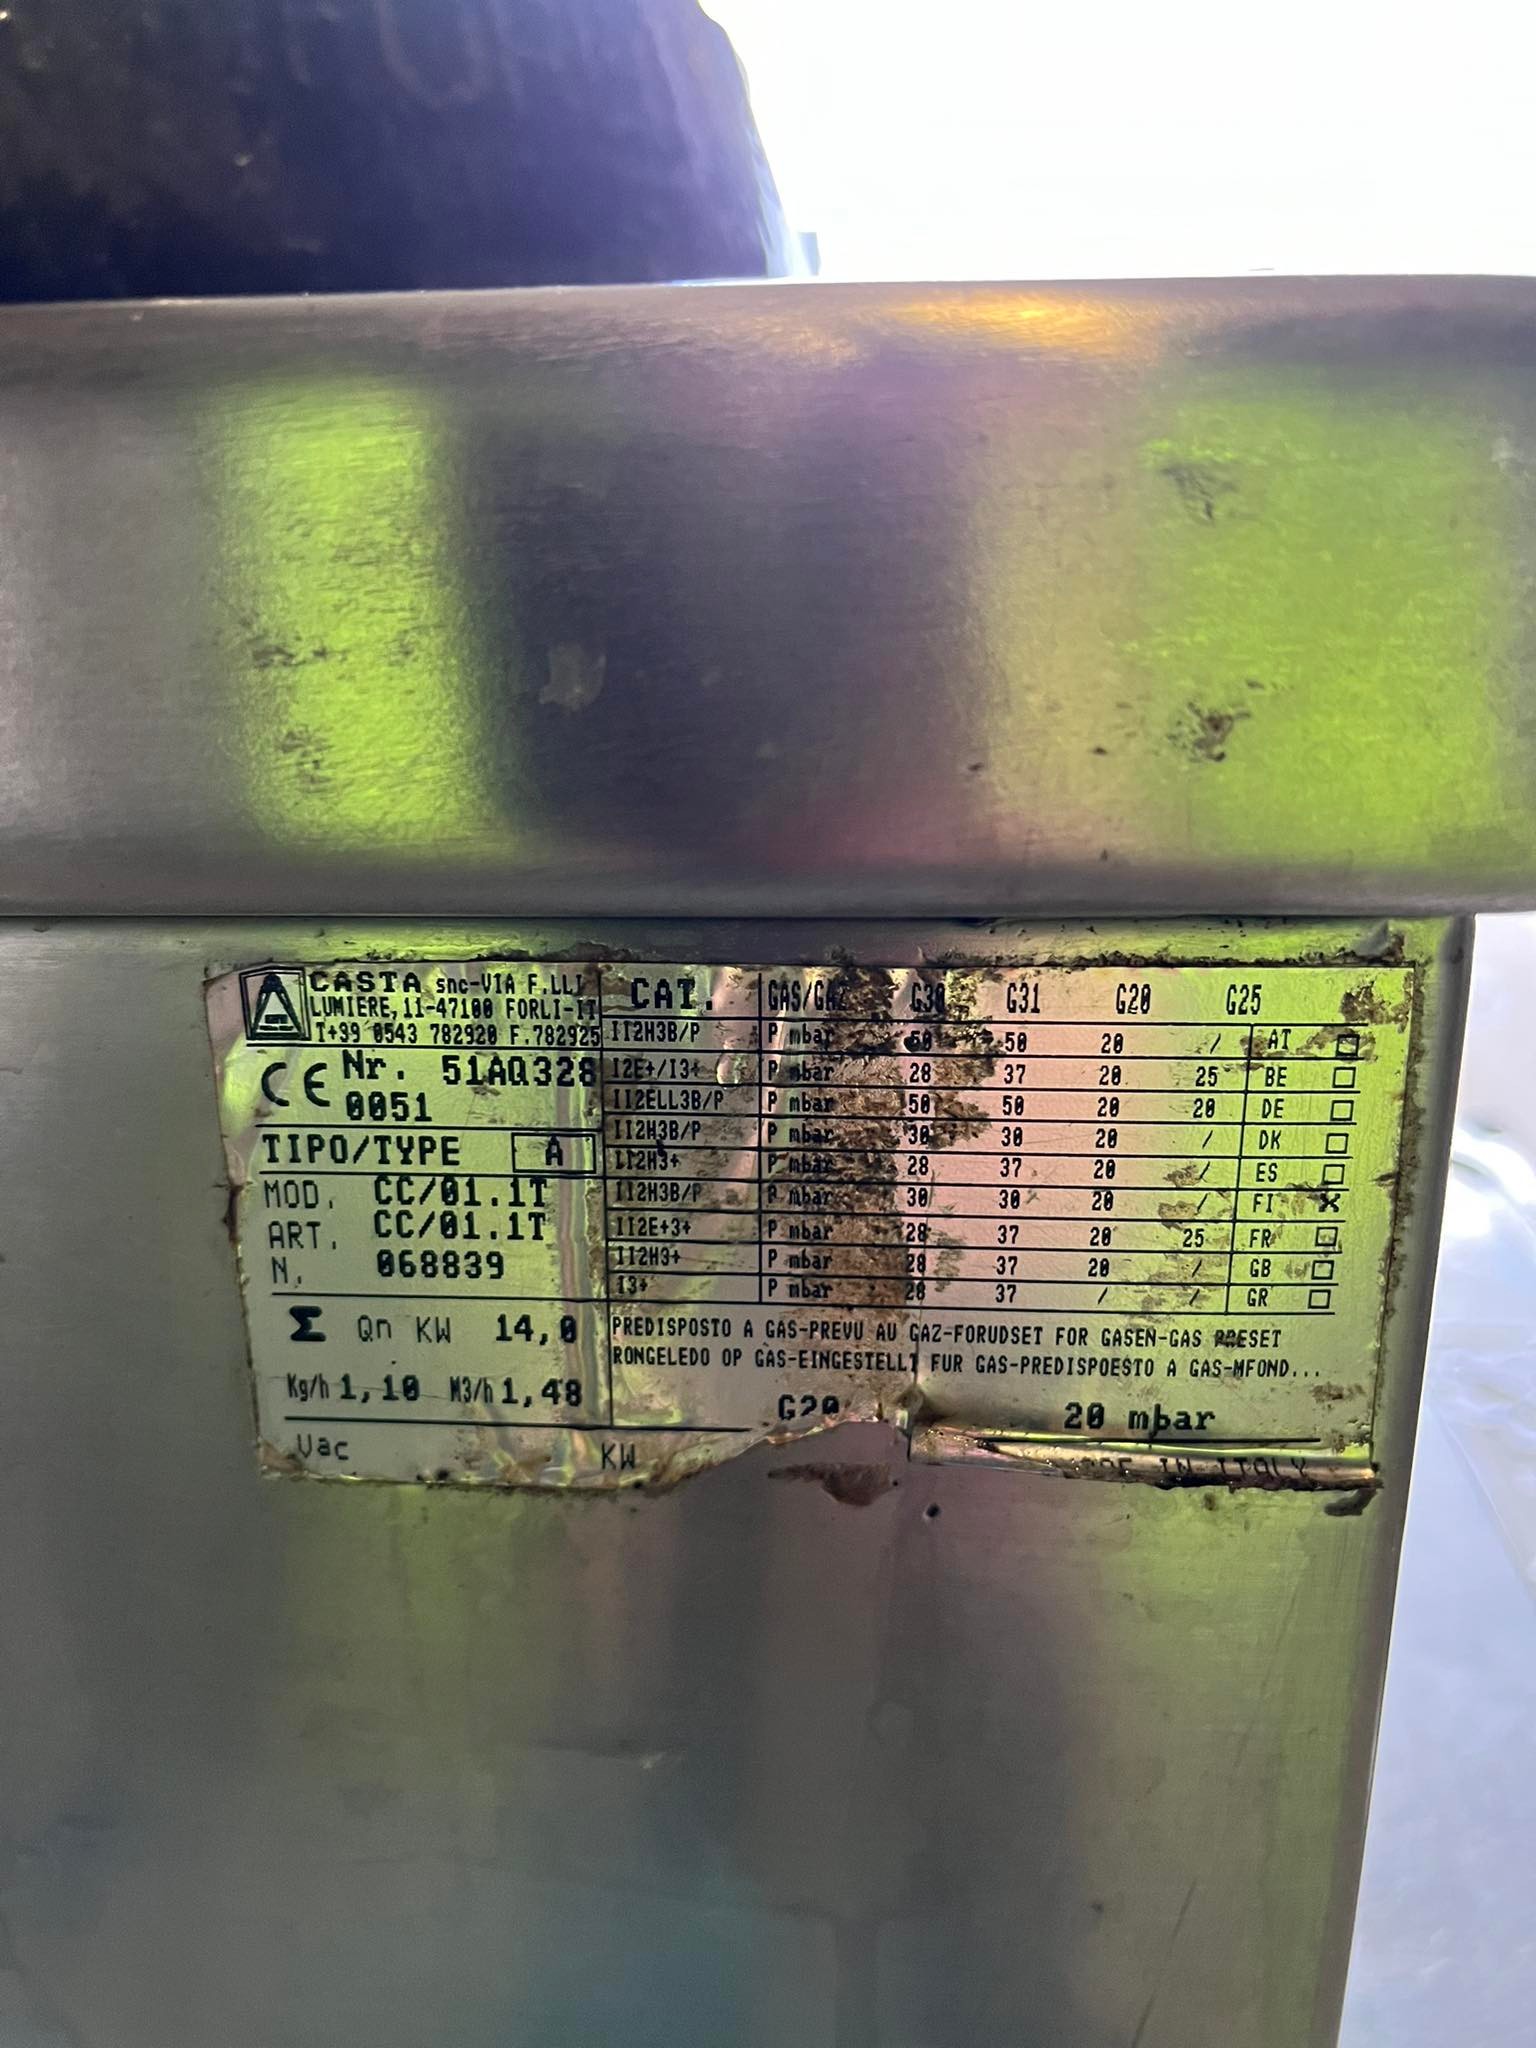 CASTA snc-VIA F.LLI
LUMIERE, 11-47100 FORLI-IT
T+39 0543 782920 F.782925
CE Nr. 51AQ328
0051
TIPO/TYPE A
MOD. CC/01.1T
ART. CC/01.1T
N. 068839
Σ Qn KW 14,0
Kg/h 1,10 M3/h 1,48
Vac KW
CAT. GAS/GAZ G30 G31 G20 G25
II2H3B/P P mbar 50 50 20 / AT
I2E+/I3+ P mbar 28 37 20 25 BE
II2ELL3B/P P mbar 50 50 20 20 DE
II2H3B/P P mbar 30 30 20 / DK
II2H3+ P mbar 28 37 20 / ES
II2H3B/P P mbar 30 30 20 / FI X
II2E+3+ P mbar 28 37 20 25 FR
II2H3+ P mbar 28 37 20 / GB
I3+ P mbar 28 37 / / GR
PREDISPOSTO A GAS-PREVU AU GAZ-FORUDSET FOR GASEN-GAS PRESET
RONGELEDO OP GAS-EINGESTELLT FUR GAS-PREDISPOESTO A GAS-MFOND...
G20 20 mbar
IN ITALY